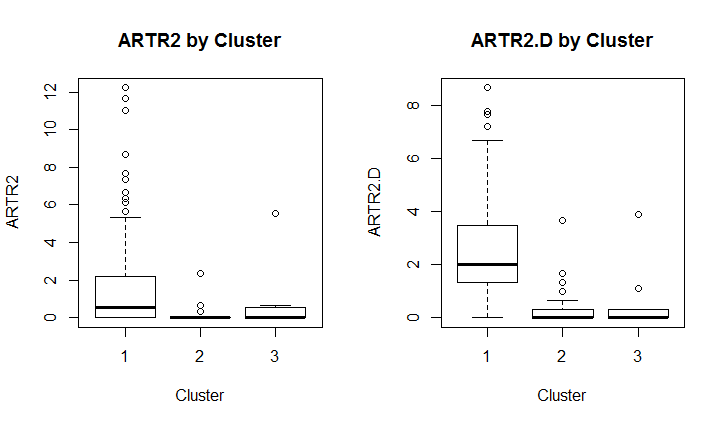 ARTR2 by Cluster
ARTR2
12
10
8
6
4
2
0
1 2 3
Cluster
ARTR2.D by Cluster
ARTR2.D
8
6
4
2
0
1 2 3
Cluster